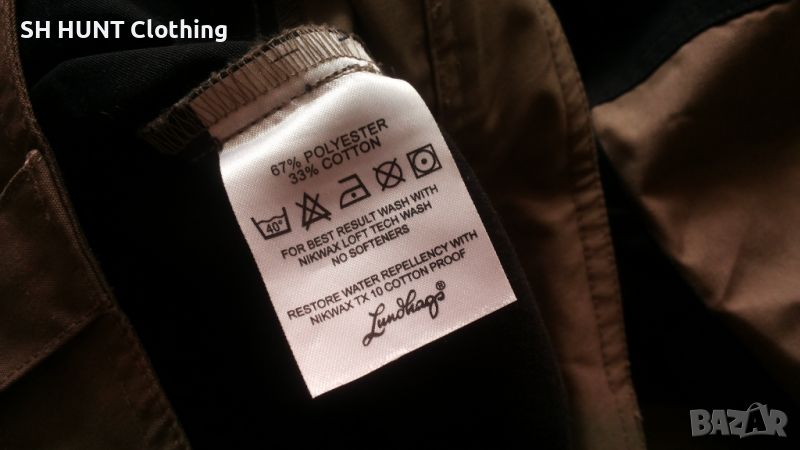 SH HUNT Clothing
67% POLYESTER
33% COTTON
40°
FOR BEST RESULT WASH WITH
NIKWAX LOFT TECH WASH
NO SOFTENERS
RESTORE WATER REPELLENCY WITH
NIKWAX TX 10 COTTON PROOF
Lundhags®
BAZAR